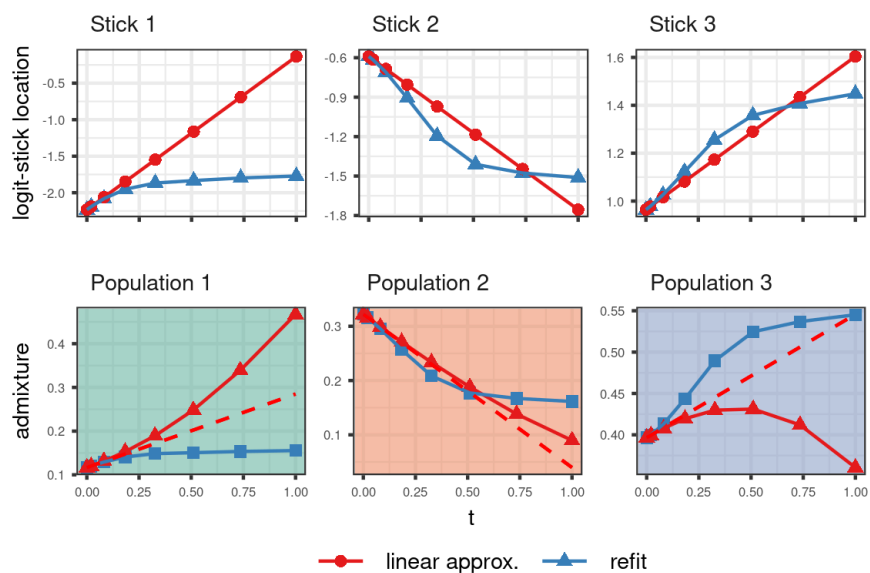 Stick 1
Stick 2
Stick 3
logit-stick location
-0.5
-1.0
-1.5
-2.0
-0.6
-0.9
-1.2
-1.5
-1.8
1.6
1.4
1.2
1.0
Population 1
Population 2
Population 3
admixture
0.4
0.3
0.2
0.1
0.3
0.2
0.1
0.55
0.50
0.45
0.40
0.00 0.25 0.50 0.75 1.00
0.00 0.25 0.50 0.75 1.00
0.00 0.25 0.50 0.75 1.00
t
linear approx.
refit